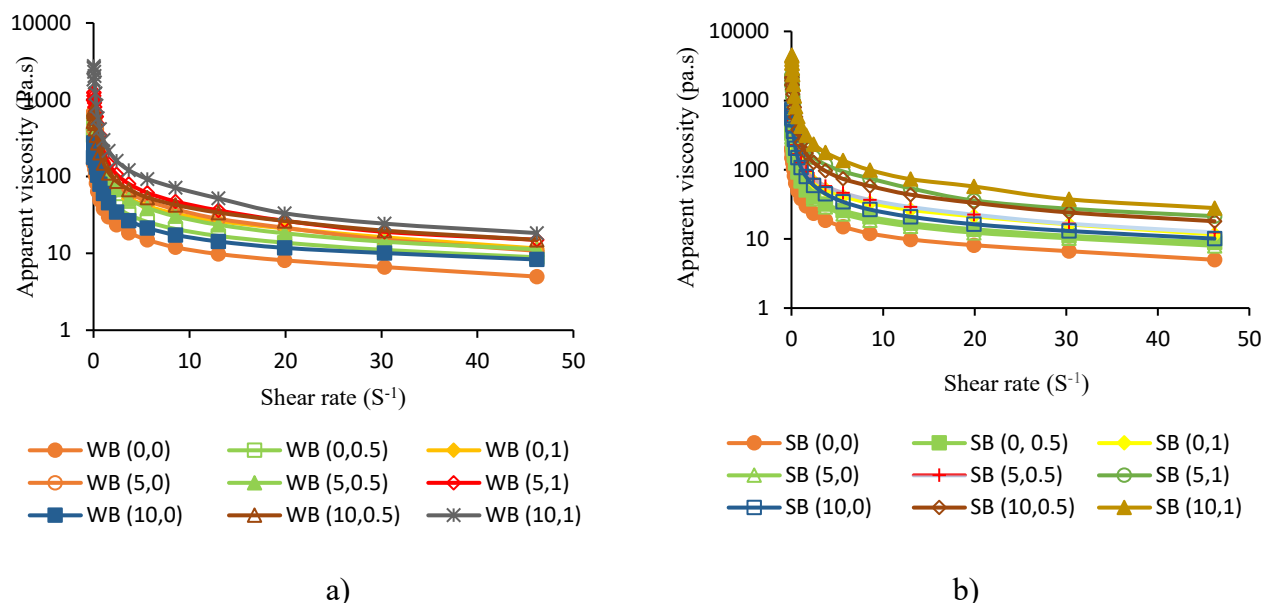 10000
1000
100
10
1
Apparent viscosity (Pa.s)
0 10 20 30 40 50
Shear rate (S-1)
WB (0,0) WB (0,0.5) WB (0,1)
WB (5,0) WB (5,0.5) WB (5,1)
WB (10,0) WB (10,0.5) WB (10,1)
a)
10000
1000
100
10
1
Apparent viscosity (pa.s)
0 10 20 30 40 50
Shear rate (S-1)
SB (0,0) SB (0, 0.5) SB (0,1)
SB (5,0) SB (5,0.5) SB (5,1)
SB (10,0) SB (10,0.5) SB (10,1)
b)